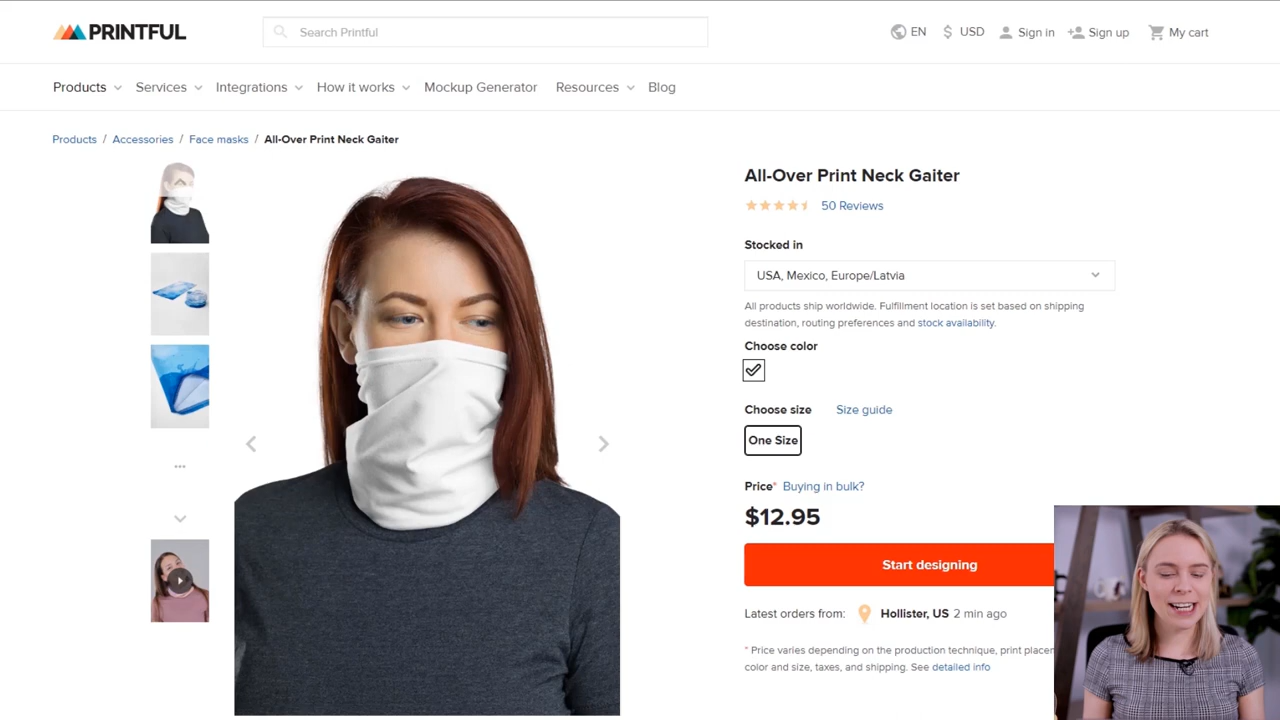 PRINTFUL
Search Printful
EN
$ USD
Sign in
Sign up
My cart
Products
Services
Integrations
How it works
Mockup Generator
Resources
Blog
Products / Accessories / Face masks / All-Over Print Neck Gaiter
All-Over Print Neck Gaiter
50 Reviews
Stocked in
USA, Mexico, Europe/Latvia
All products ship worldwide. Fulfillment location is set based on shipping
destination, routing preferences and stock availability.
Choose color
Choose size Size guide
One Size
Price* Buying in bulk?
$12.95
Start designing
Latest orders from: Hollister, US 2 min ago
* Price varies depending on the production technique, print placem
color and size, taxes, and shipping. See detailed info